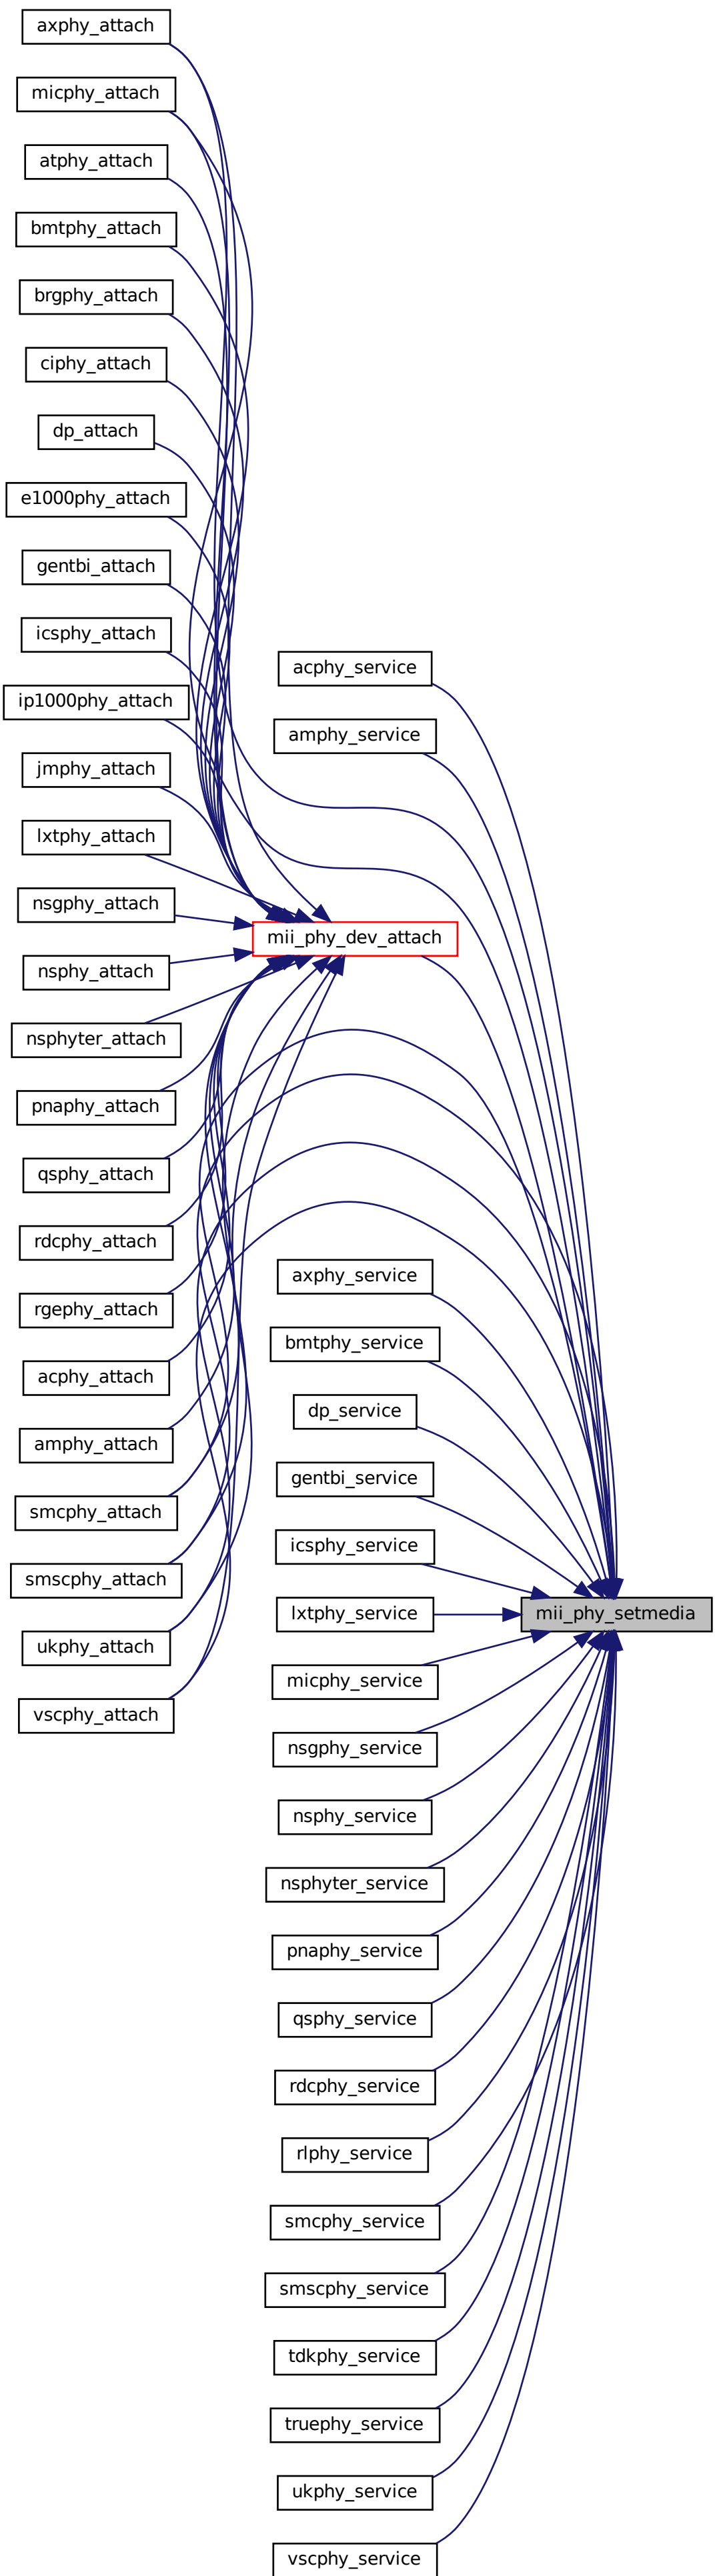 axphy_attach
micphy_attach
atphy_attach
bmtphy_attach
brgphy_attach
ciphy_attach
dp_attach
e1000phy_attach
gentbi_attach
icsphy_attach
ip1000phy_attach
jmphy_attach
lxtphy_attach
nsgphy_attach
nsphy_attach
nsphyter_attach
pnaphy_attach
qsphy_attach
rdcphy_attach
rgephy_attach
acphy_attach
amphy_attach
smcphy_attach
smscphy_attach
ukphy_attach
vscphy_attach
acphy_service
amphy_service
mii_phy_dev_attach
axphy_service
bmtphy_service
dp_service
gentbi_service
icsphy_service
lxtphy_service
micphy_service
nsgphy_service
nsphy_service
nsphyter_service
pnaphy_service
qsphy_service
rdcphy_service
rlphy_service
smcphy_service
smscphy_service
tdkphy_service
truephy_service
ukphy_service
vscphy_service
mii_phy_setmedia